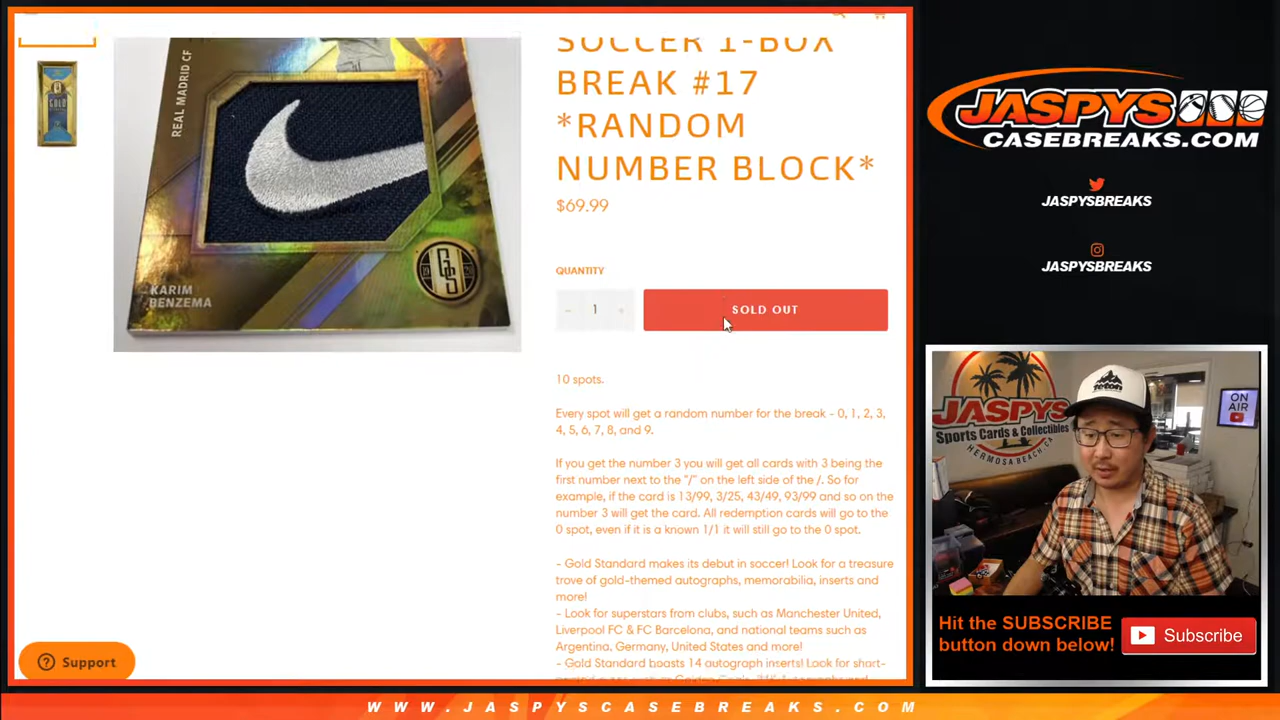 SOCCER 1-BOX
BREAK #17
*RANDOM
NUMBER BLOCK*
$69.99
QUANTITY
− 1 +
SOLD OUT
10 spots.
Every spot will get a random number for the break - 0, 1, 2, 3,
4, 5, 6, 7, 8, and 9.
If you get the number 3 you will get all cards with 3 being the
first number next to the "/" on the left side of the /. So for
example, if the card is 13/99, 3/25, 43/49, 93/99 and so on the
number 3 will get the card. All redemption cards will go to the
0 spot, even if it is a known 1/1 it will still go to the 0 spot.
- Gold Standard makes its debut in soccer! Look for a treasure
trove of gold-themed autographs, memorabilia, inserts and
more!
- Look for superstars from clubs, such as Manchester United,
Liverpool FC & FC Barcelona, and national teams such as
Argentina, Germany, United States and more!
- Gold Standard boasts 14 autograph inserts! Look for short-
REAL MADRID CF
KARIM
BENZEMA
19 GS
GOLD
Support
JASPYS
CASEBREAKS.COM
JASPYSBREAKS
JASPYSBREAKS
JASPYS
Sports Cards & Collectibles
HERMOSA BEACH, CA
TETON
ON
AIR
Hit the SUBSCRIBE
button down below!
Subscribe
WWW.JASPYSCASEBREAKS.COM